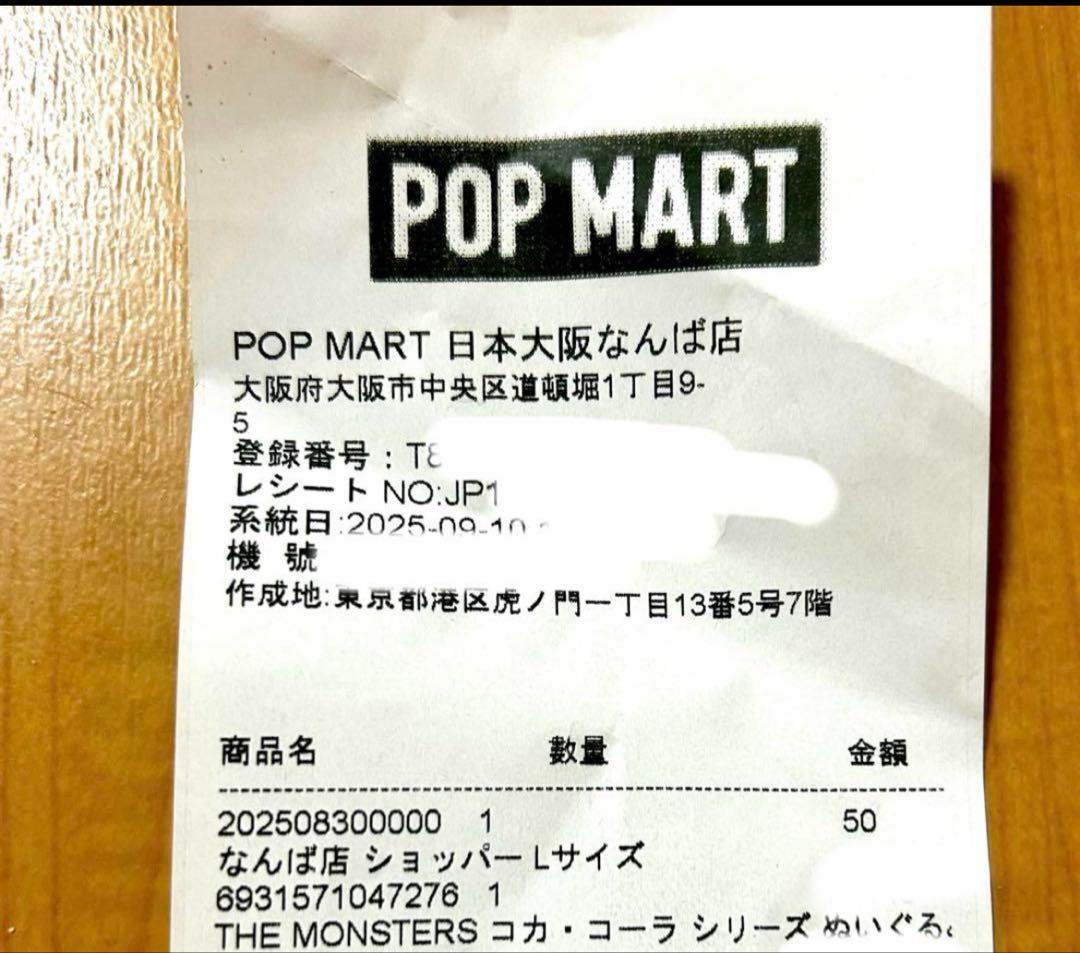 POP MART
POP MART 日本大阪なんば店
大阪府大阪市中央区道頓堀1丁目9-
5
登録番号：T8
レシート NO:JP1
系統日:2025-09-10
機 號
作成地:東京都港区虎ノ門一丁目13番5号7階
商品名 數量 金額
202508300000 1 50
なんば店 ショッパー Lサイズ
6931571047276 1
THE MONSTERS コカ・コーラ シリーズ ぬいぐる